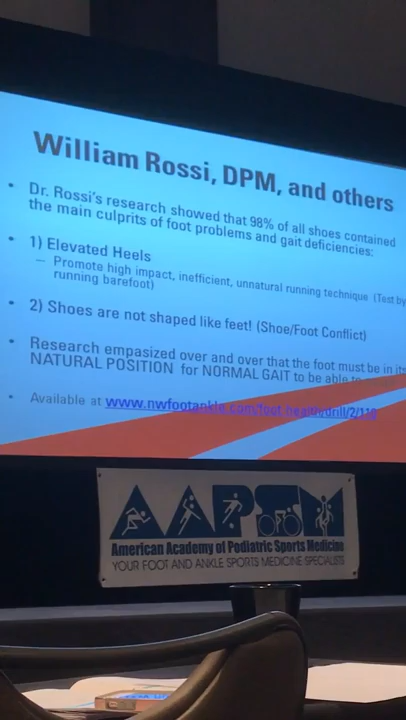 William Rossi, DPM, and others
• Dr. Rossi's research showed that 98% of all shoes contained
the main culprits of foot problems and gait deficiencies:
• 1) Elevated Heels
– Promote high impact, inefficient, unnatural running technique (Test by
running barefoot)
• 2) Shoes are not shaped like feet! (Shoe/Foot Conflict)
• Research empasized over and over that the foot must be in its
NATURAL POSITION for NORMAL GAIT to be able to
• Available at www.nwfootankle.com/foot-health/drill/2/118
AAPSM
American Academy of Podiatric Sports Medicine
YOUR FOOT AND ANKLE SPORTS MEDICINE SPECIALISTS